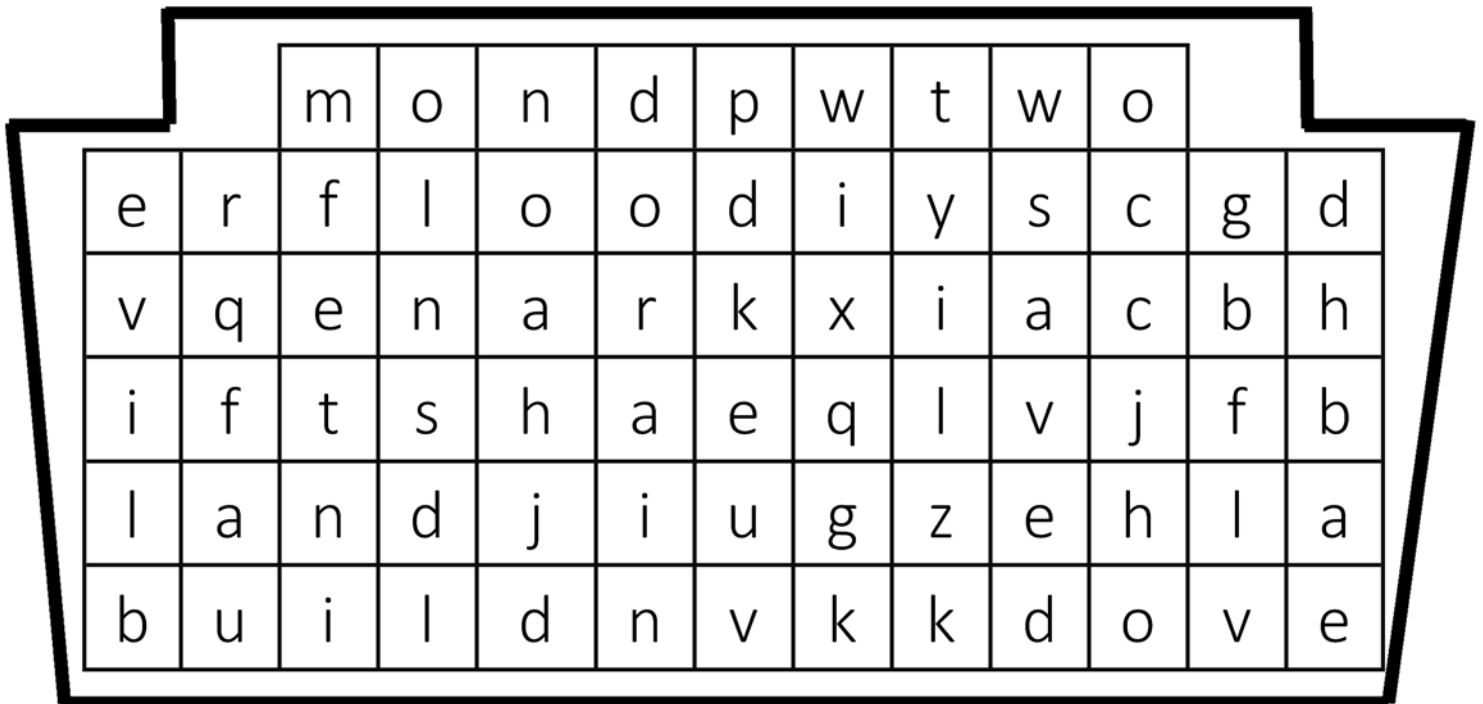 m o n d p w t w o
e r f l o o d i y s c g d
v q e n a r k x i a c b h
i f t s h a e q l v j f b
l a n d j i u g z e h l a
b u i l d n v k k d o v e